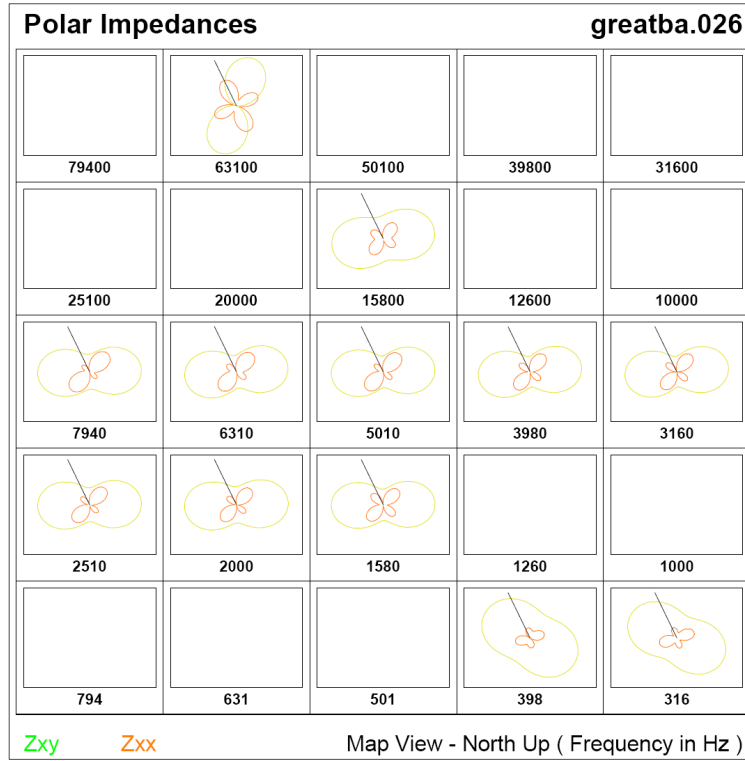 Polar Impedances greatba.026
79400 63100 50100 39800 31600
25100 20000 15800 12600 10000
7940 6310 5010 3980 3160
2510 2000 1580 1260 1000
794 631 501 398 316
Zxy Zxx Map View - North Up ( Frequency in Hz )